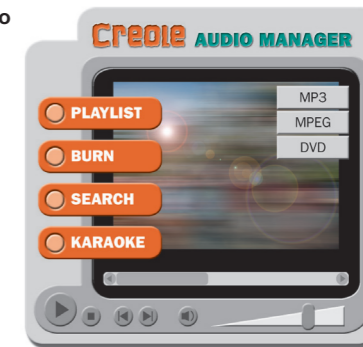 o
Creole AUDIO MANAGER
MP3
MPEG
DVD
PLAYLIST
BURN
SEARCH
KARAOKE